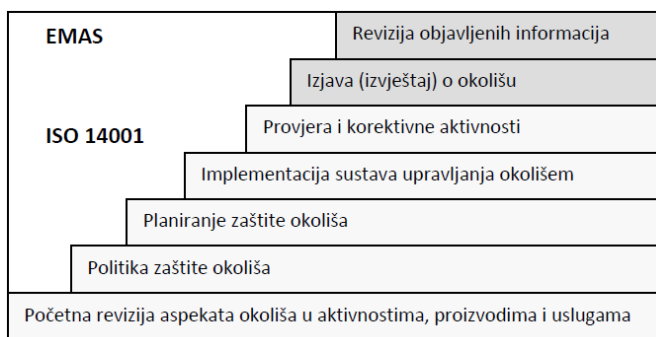 EMAS
Revizija objavljenih informacija
Izjava (izvještaj) o okolišu
ISO 14001
Provjera i korektivne aktivnosti
Implementacija sustava upravljanja okolišem
Planiranje zaštite okoliša
Politika zaštite okoliša
Početna revizija aspekata okoliša u aktivnostima, proizvodima i uslugama